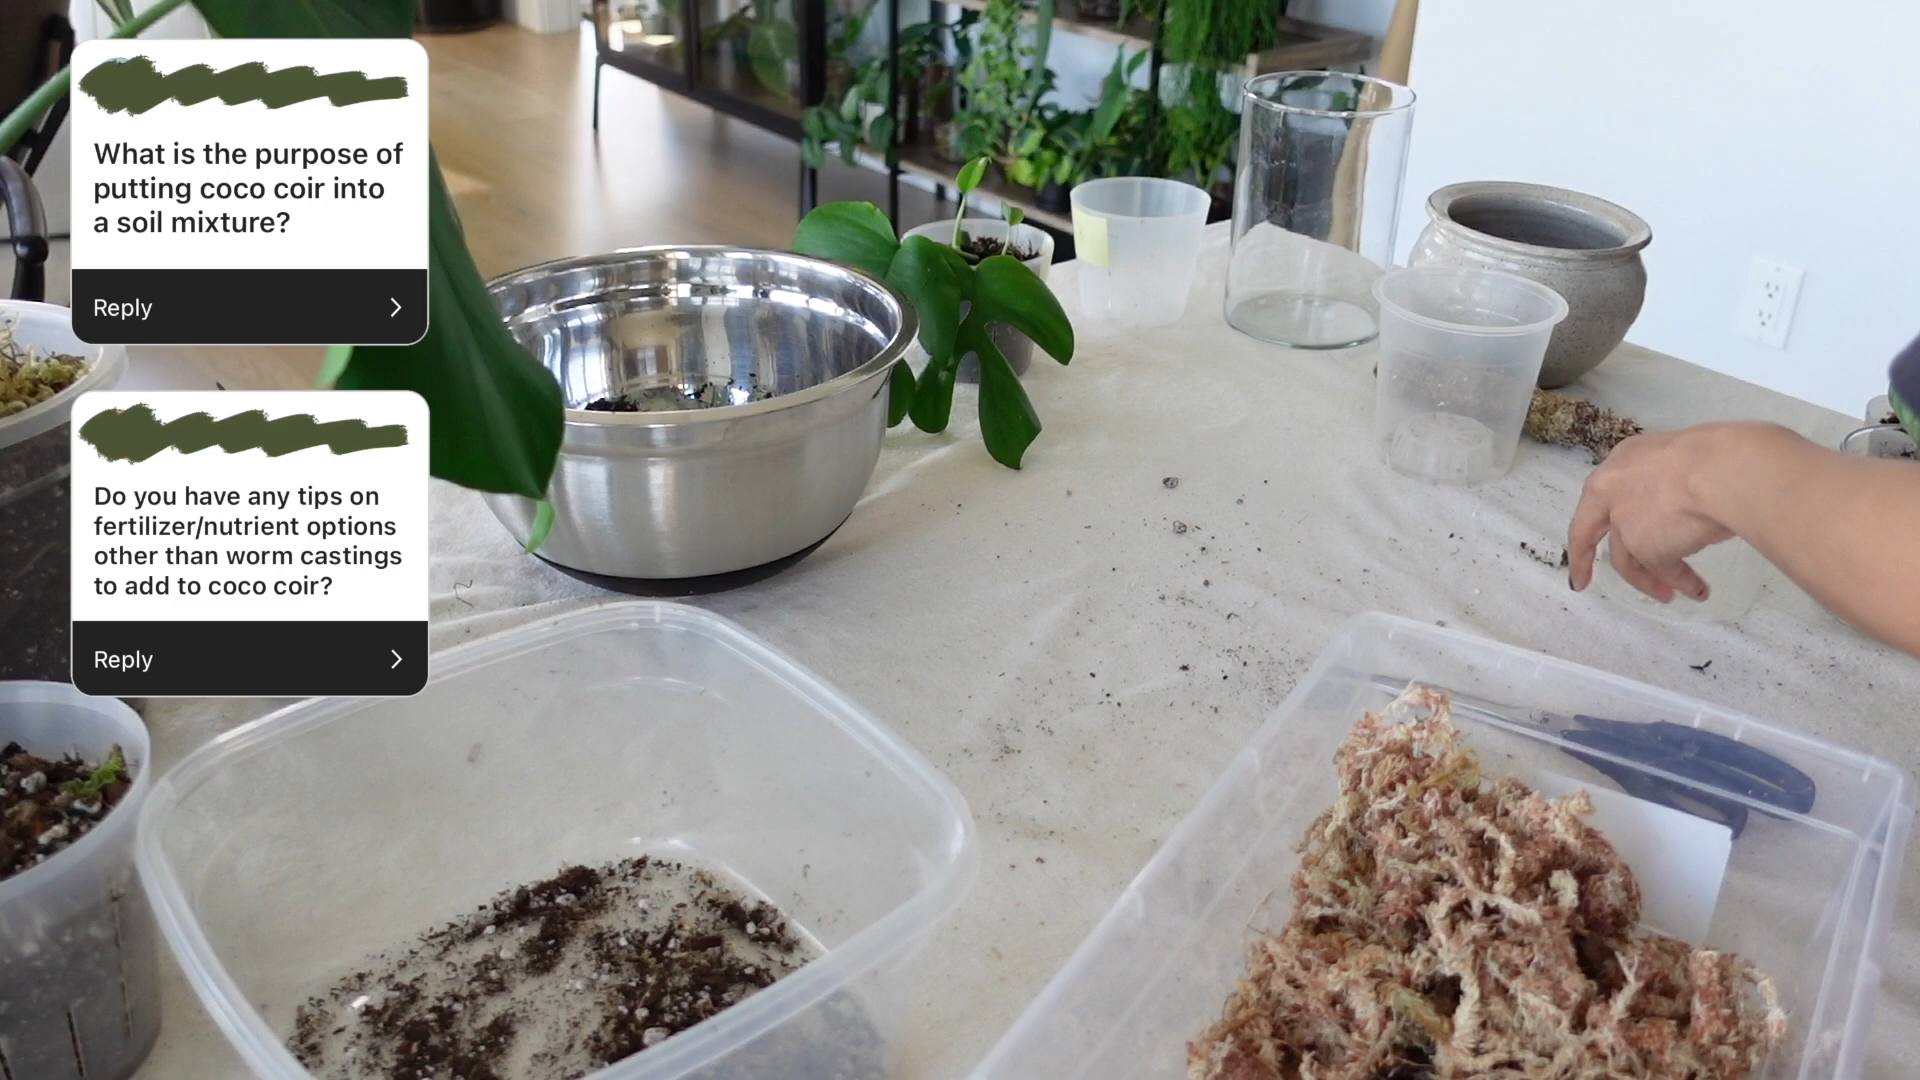 What is the purpose of
putting coco coir into
a soil mixture?
Reply
Do you have any tips on
fertilizer/nutrient options
other than worm castings
to add to coco coir?
Reply